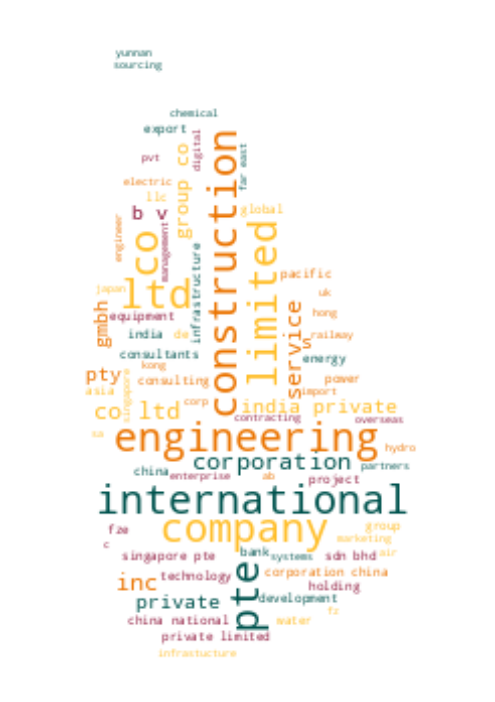 yunnan
sourcing
chemical
export
digital
pvt
co
construction
far east
electric
llc
group
b v
global
engineer
management
co
limited
infrastructure
pacific
japan
ltd
uk
gmbh
equipment
service
hong
india
de
s
railway
consultants
energy
kong
pty
consulting
power
asia
singapore
import
corp
co ltd
india private
contracting
overseas
sa
engineering
hydro
corporation
partners
china
enterprise
ab
project
international
company
fze
group
marketing
c
bank
singapore pte
systems
sdn bhd
air
pte
corporation china
inc
technology
holding
private
development
fz
china national
water
private limited
infrastucture